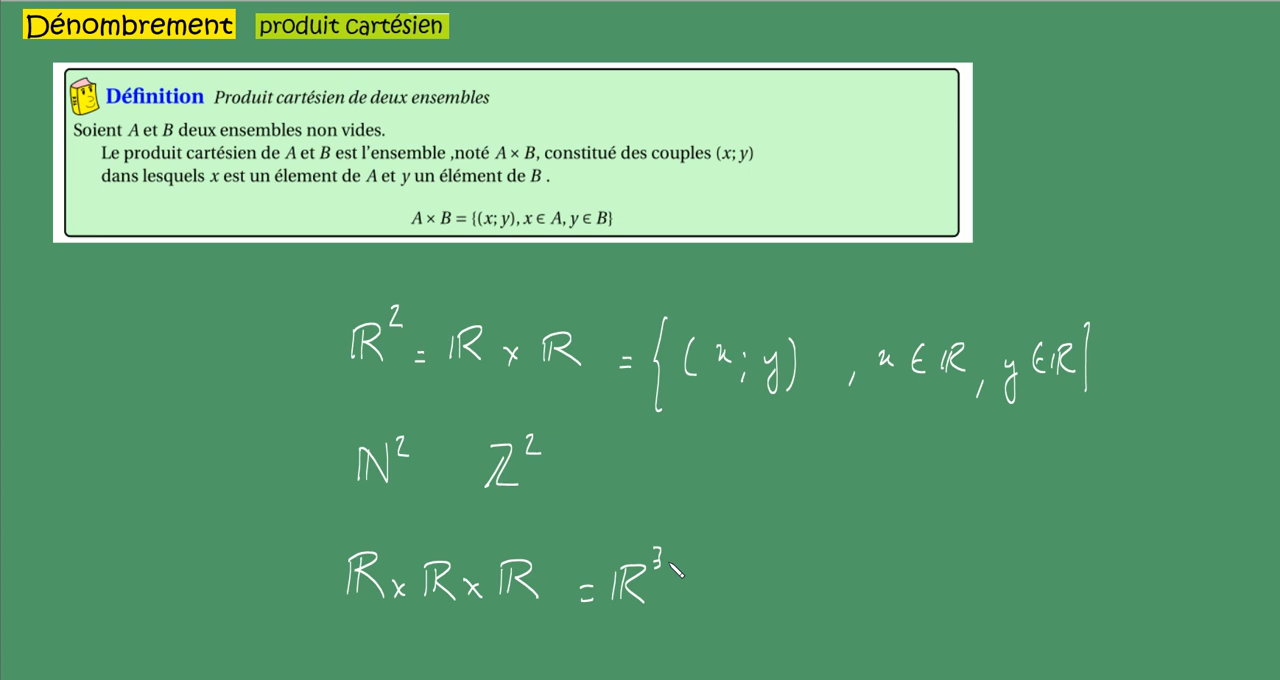 Dénombrement produit cartésien
Définition Produit cartésien de deux ensembles
Soient A et B deux ensembles non vides.
Le produit cartésien de A et B est l'ensemble ,noté A × B, constitué des couples (x; y)
dans lesquels x est un élement de A et y un élément de B .
A × B = {(x; y), x ∈ A, y ∈ B}
ℝ² = ℝ × ℝ = { (x; y) , x ∈ ℝ, y ∈ ℝ }
ℕ² ℤ²
ℝ × ℝ × ℝ = ℝ³